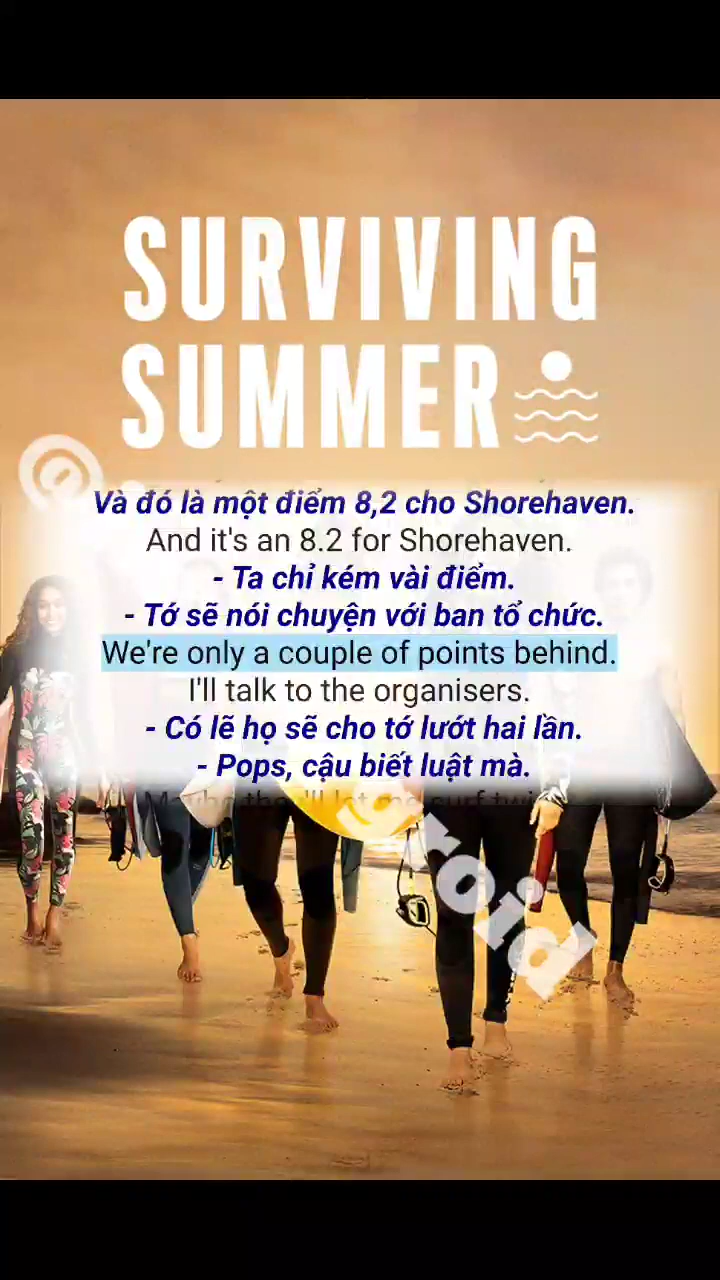 SURVIVING
SUMMER
Và đó là một điểm 8,2 cho Shorehaven.
And it's an 8.2 for Shorehaven.
- Ta chỉ kém vài điểm.
- Tớ sẽ nói chuyện với ban tổ chức.
We're only a couple of points behind.
I'll talk to the organisers.
- Có lẽ họ sẽ cho tớ lướt hai lần.
- Pops, cậu biết luật mà.